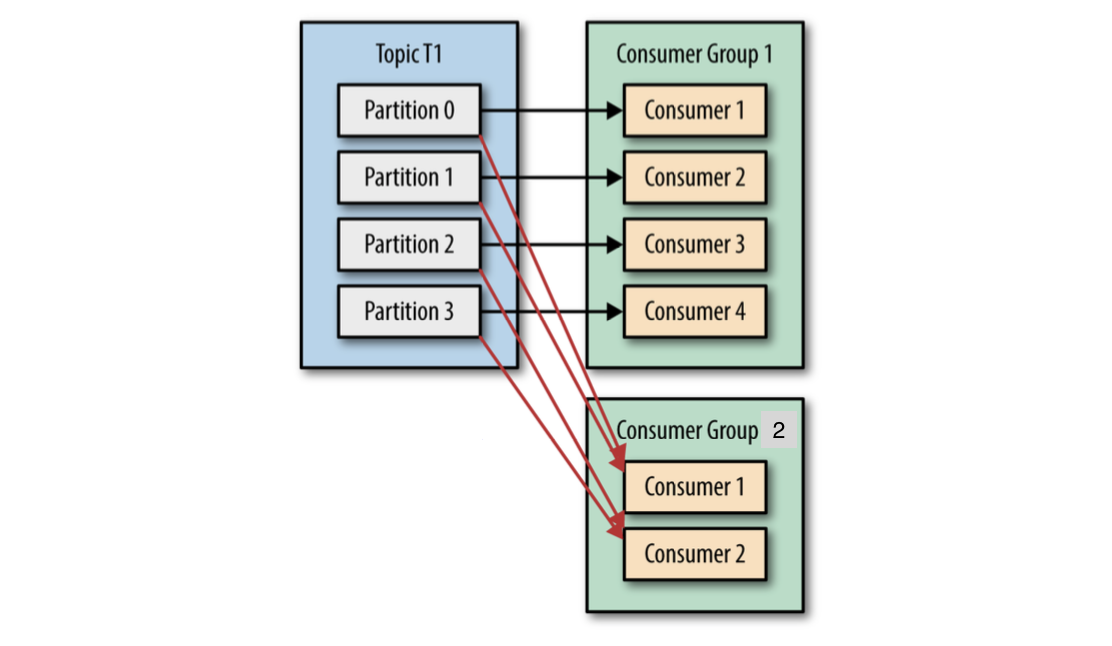 Topic T1
Partition 0
Partition 1
Partition 2
Partition 3
Consumer Group 1
Consumer 1
Consumer 2
Consumer 3
Consumer 4
Consumer Group 2
Consumer 1
Consumer 2